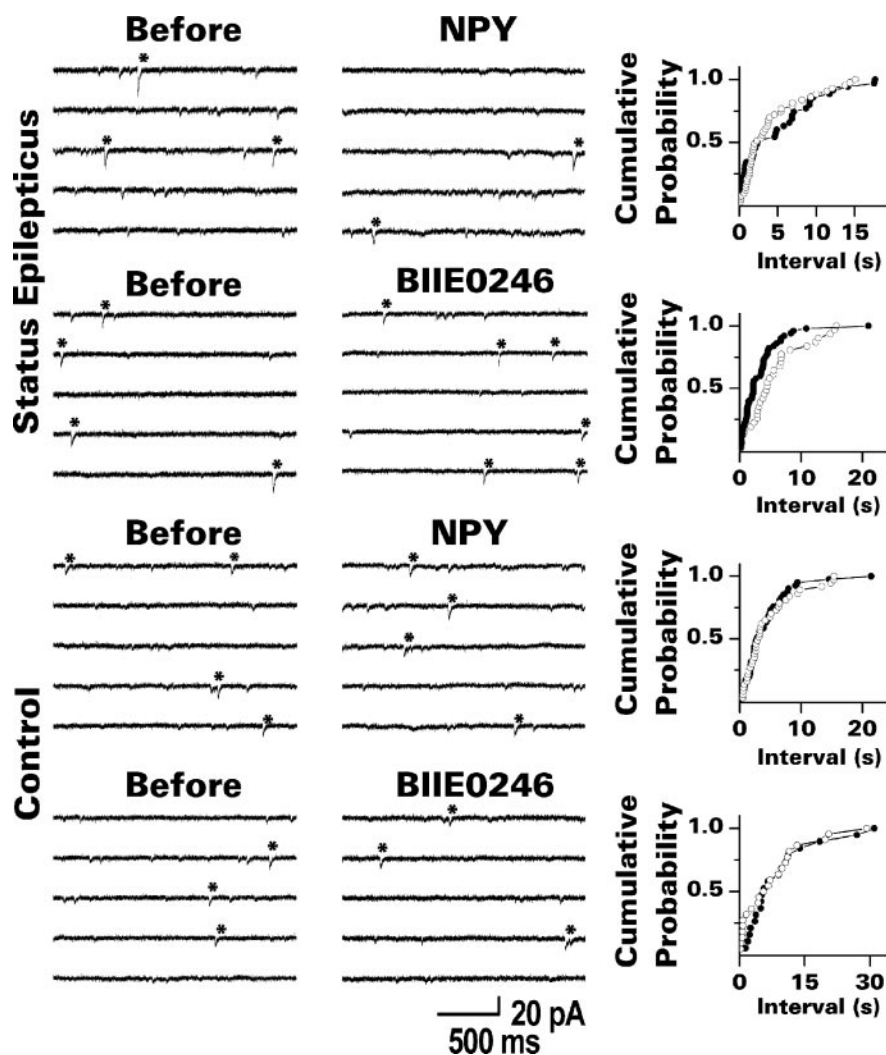 Status Epilepticus
Before NPY
* * * * *
Cumulative Probability
1.0
0.5
0 5 10 15
Interval (s)
Before BIIE0246
* * * * * * * * * *
Cumulative Probability
1.0
0.5
0 10 20
Interval (s)
Control
Before NPY
* * * * * * * *
Cumulative Probability
1.0
0.5
0 10 20
Interval (s)
Before BIIE0246
* * * * * *
Cumulative Probability
1.0
0.5
0 15 30
Interval (s)
20 pA
500 ms